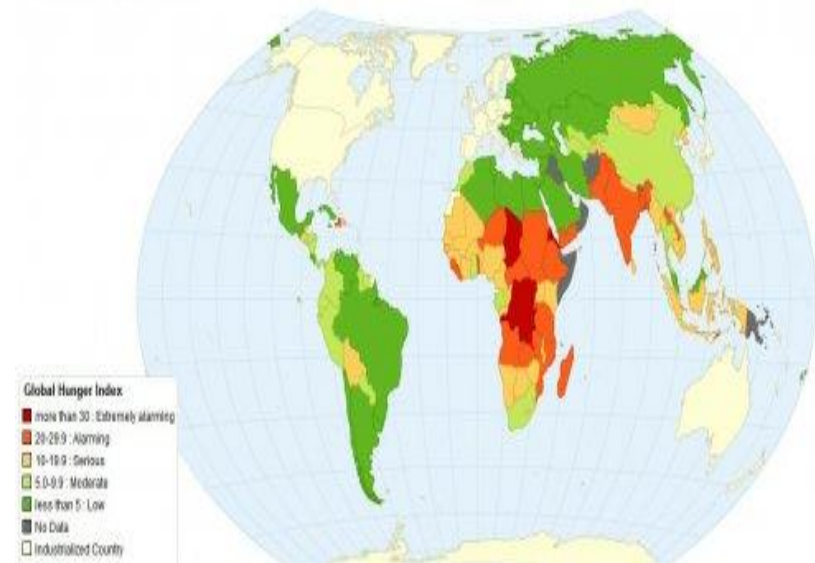 Global Hunger Index
more than 30 : Extremely alarming
20-29.9 : Alarming
10-19.9 : Serious
5.0-9.9 : Moderate
less than 5 : Low
No Data
Industrialized Country